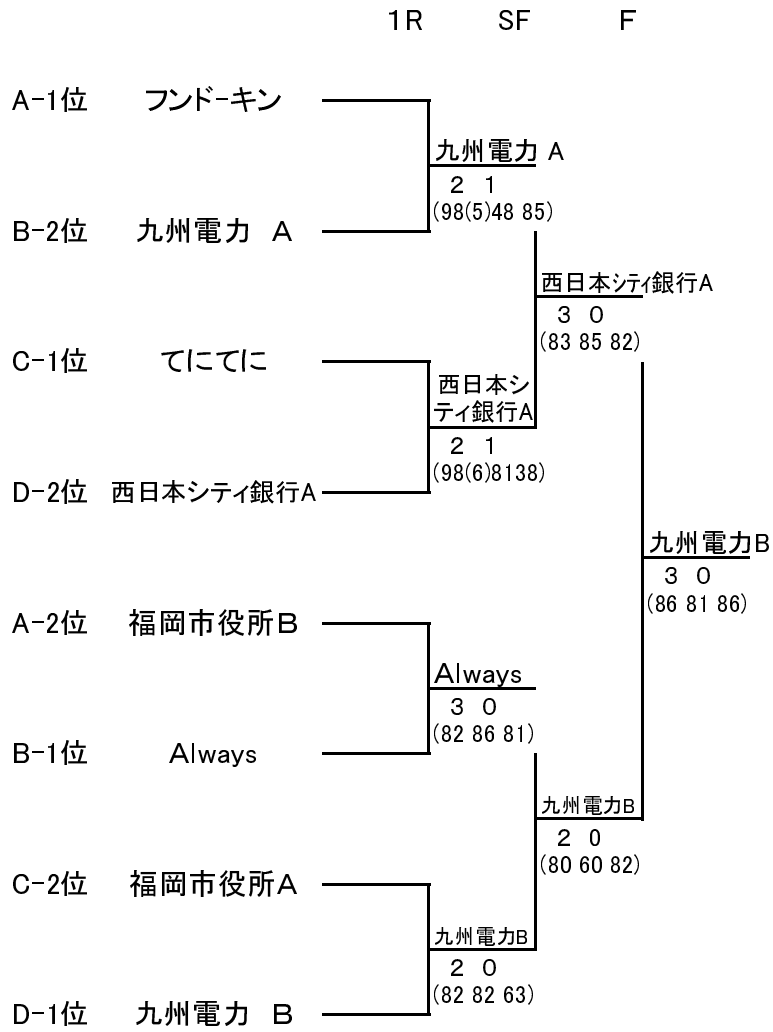 1R SF F
A-1位 フンド-キン
九州電力 A
2 1
(98(5)48 85)
B-2位 九州電力 A
西日本シティ銀行A
3 0
(83 85 82)
C-1位 てにてに
西日本シ
ティ銀行A
2 1
(98(6)8138)
D-2位 西日本シティ銀行A
九州電力B
3 0
(86 81 86)
A-2位 福岡市役所B
Always
3 0
(82 86 81)
B-1位 Always
九州電力B
2 0
(80 60 82)
C-2位 福岡市役所A
九州電力B
2 0
(82 82 63)
D-1位 九州電力 B